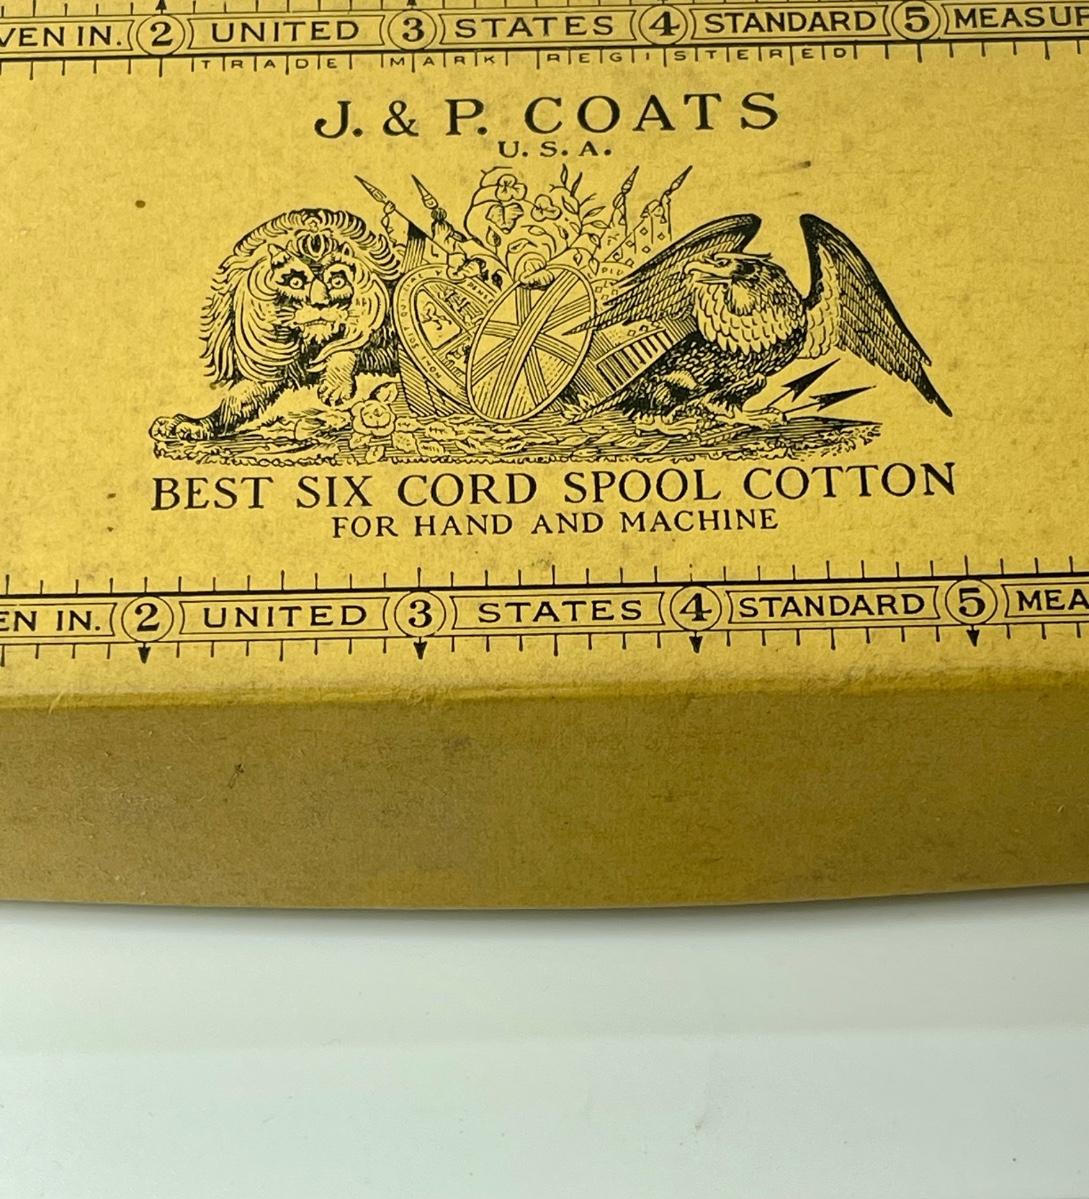 VEN IN. 2 UNITED 3 STATES 4 STANDARD 5 MEASU
TRADE MARK REGISTERED
J. & P. COATS
U.S.A.
BEST SIX CORD SPOOL COTTON
FOR HAND AND MACHINE
EN IN. 2 UNITED 3 STATES 4 STANDARD 5 MEA